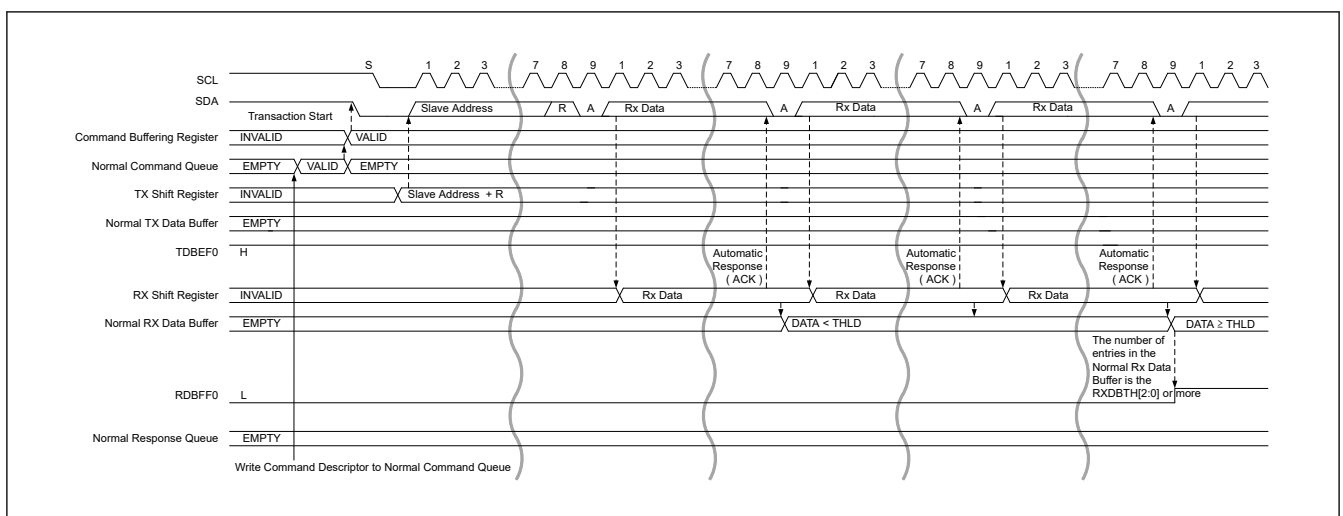 S 1 2 3 7 8 9 1 2 3 7 8 9 1 2 3 7 8 9 1 2 3 7 8 9 1 2 3
SCL
SDA Slave Address R A Rx Data A Rx Data A Rx Data A
Transaction Start
Command Buffering Register INVALID VALID
Normal Command Queue EMPTY VALID EMPTY
TX Shift Register INVALID Slave Address + R
Normal TX Data Buffer EMPTY
TDBEF0 H
Automatic Response ( ACK )
Automatic Response ( ACK )
Automatic Response ( ACK )
RX Shift Register INVALID Rx Data Rx Data Rx Data
Normal RX Data Buffer EMPTY DATA < THLD DATA ≥ THLD
The number of
entries in the
Normal Rx Data
Buffer is the
RXDBTH[2:0] or more
RDBFF0 L
Normal Response Queue EMPTY
Write Command Descriptor to Normal Command Queue